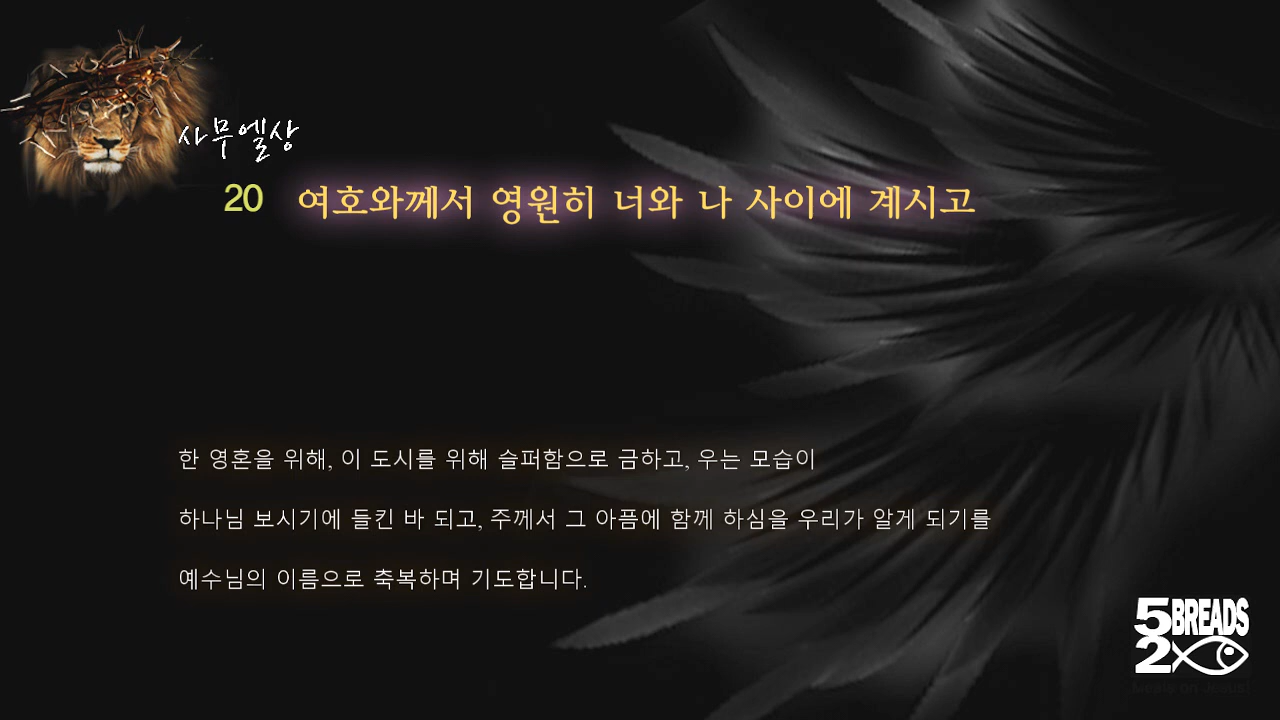 사무엘상
20 여호와께서 영원히 너와 나 사이에 계시고
한 영혼을 위해, 이 도시를 위해 슬퍼함으로 금하고, 우는 모습이
하나님 보시기에 들킨 바 되고, 주께서 그 아픔에 함께 하심을 우리가 알게 되기를
예수님의 이름으로 축복하며 기도합니다.
5BREADS
2